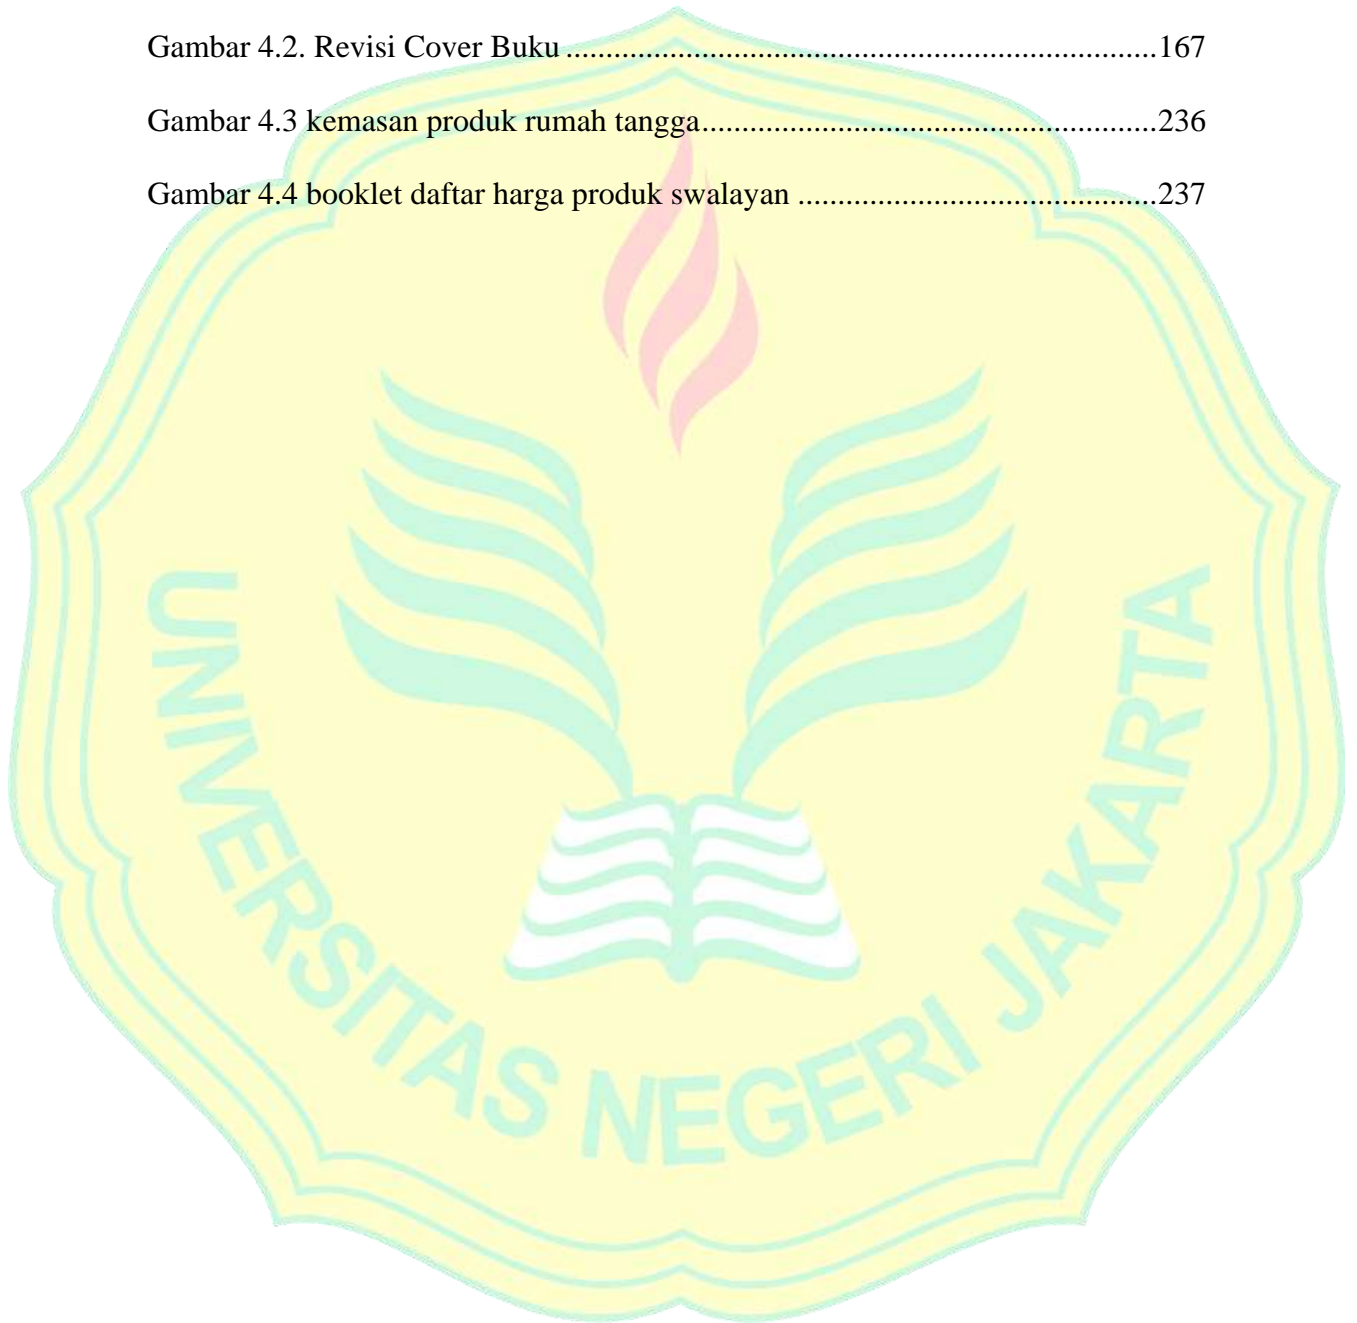 Gambar 4.2. Revisi Cover Buku ...........................................................................167
Gambar 4.3 kemasan produk rumah tangga..........................................................236
Gambar 4.4 booklet daftar harga produk swalayan ..............................................237
UNIVERSITAS NEGERI JAKARTA